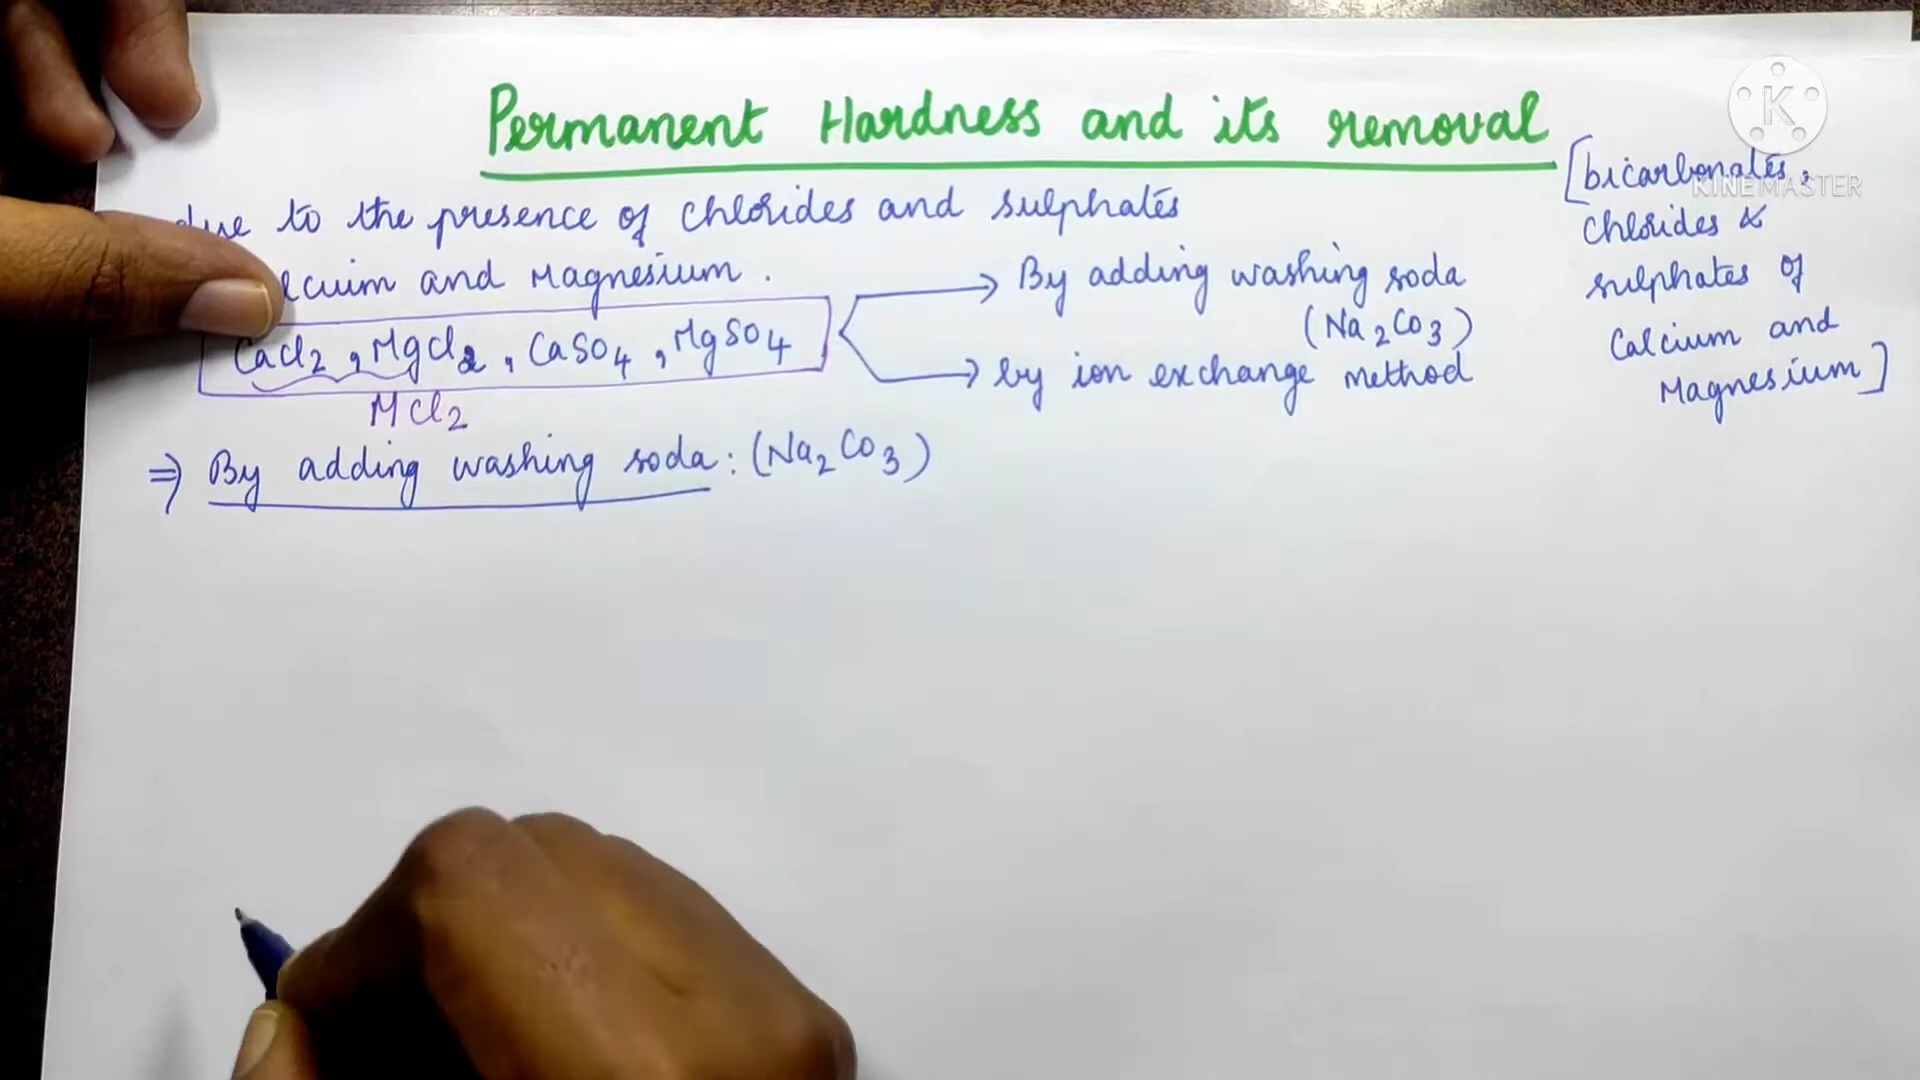 Permanent Hardness and its removal
K
KINEMASTER
[bicarbonates,
chlorides &
sulphates of
Calcium and
Magnesium]
due to the presence of chlorides and sulphates
and Magnesium.
CaCl2, MgCl2, CaSO4, MgSO4
MCl2
→ By adding washing soda
(Na2Co3)
→ by ion exchange method
⇒ By adding washing soda: (Na2Co3)